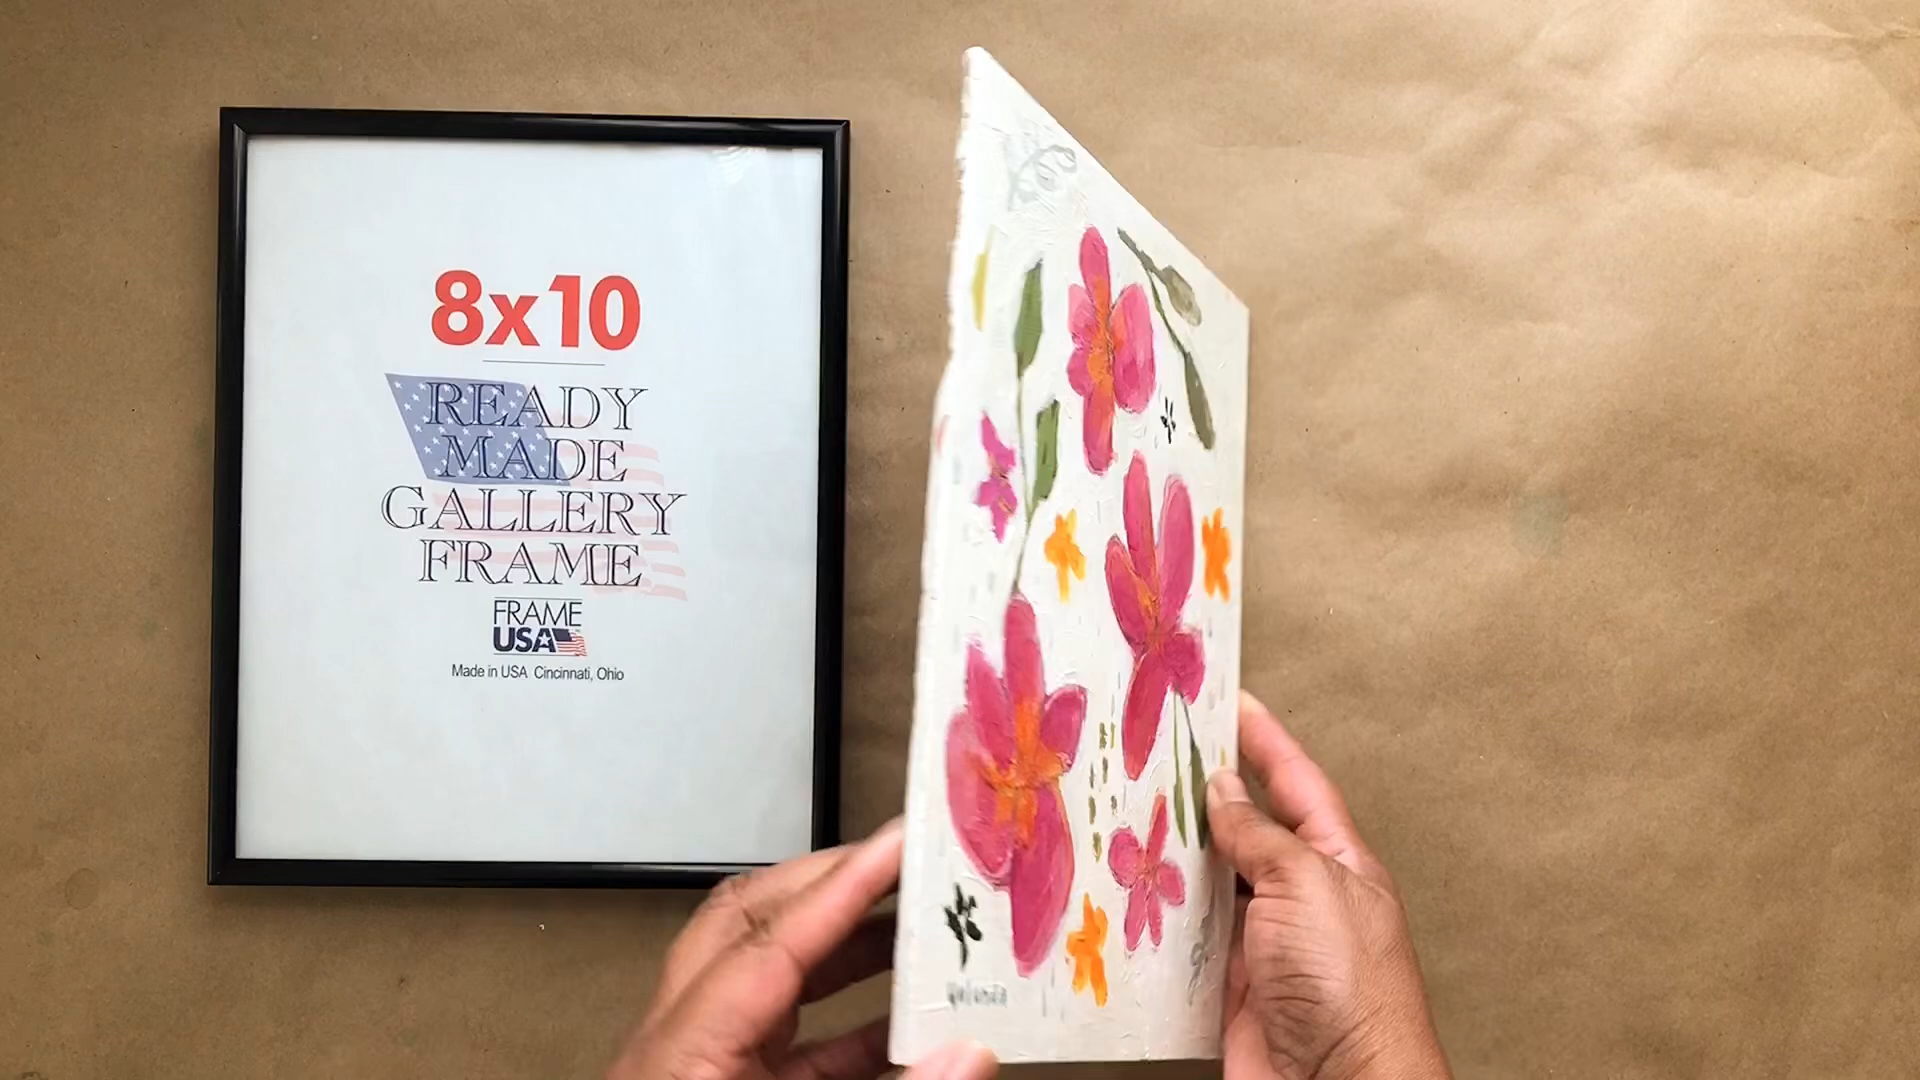 8x10
READY
MADE
GALLERY
FRAME
FRAME
USA
Made in USA Cincinnati, Ohio